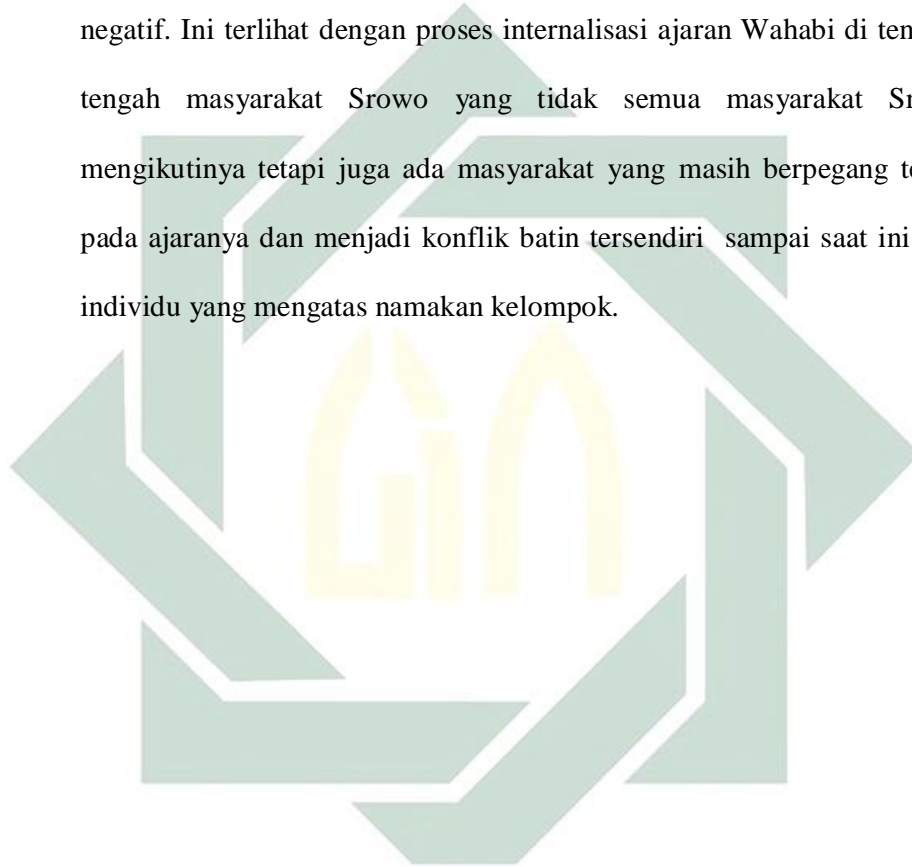 negatif. Ini terlihat dengan proses internalisasi ajaran Wahabi di
tengah masyarakat Srowo yang tidak semua masyarakat
mengikutinya tetapi juga ada masyarakat yang masih berpegang
pada ajaranya dan menjadi konflik batin tersendiri sampai saat ini
individu yang mengatas namakan kelompok.